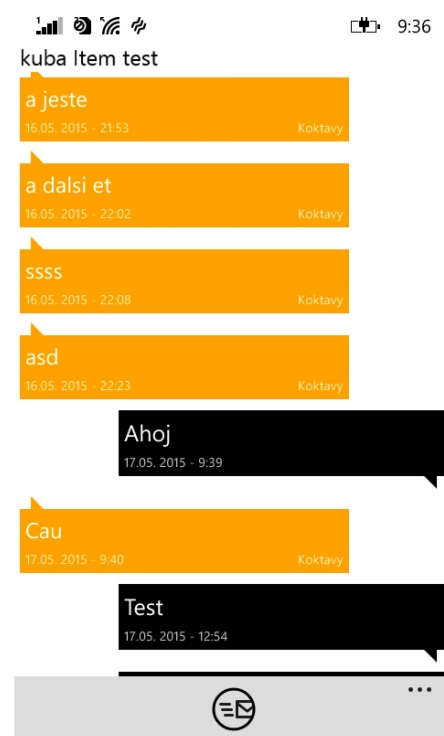 9:36
kuba Item test
a jeste
16.05. 2015 - 21:53 Koktavy
a dalsi et
16.05. 2015 - 22:02 Koktavy
ssss
16.05. 2015 - 22:08 Koktavy
asd
16.05. 2015 - 22:23 Koktavy
Ahoj
17.05. 2015 - 9:39
Cau
17.05. 2015 - 9:40 Koktavy
Test
17.05. 2015 - 12:54